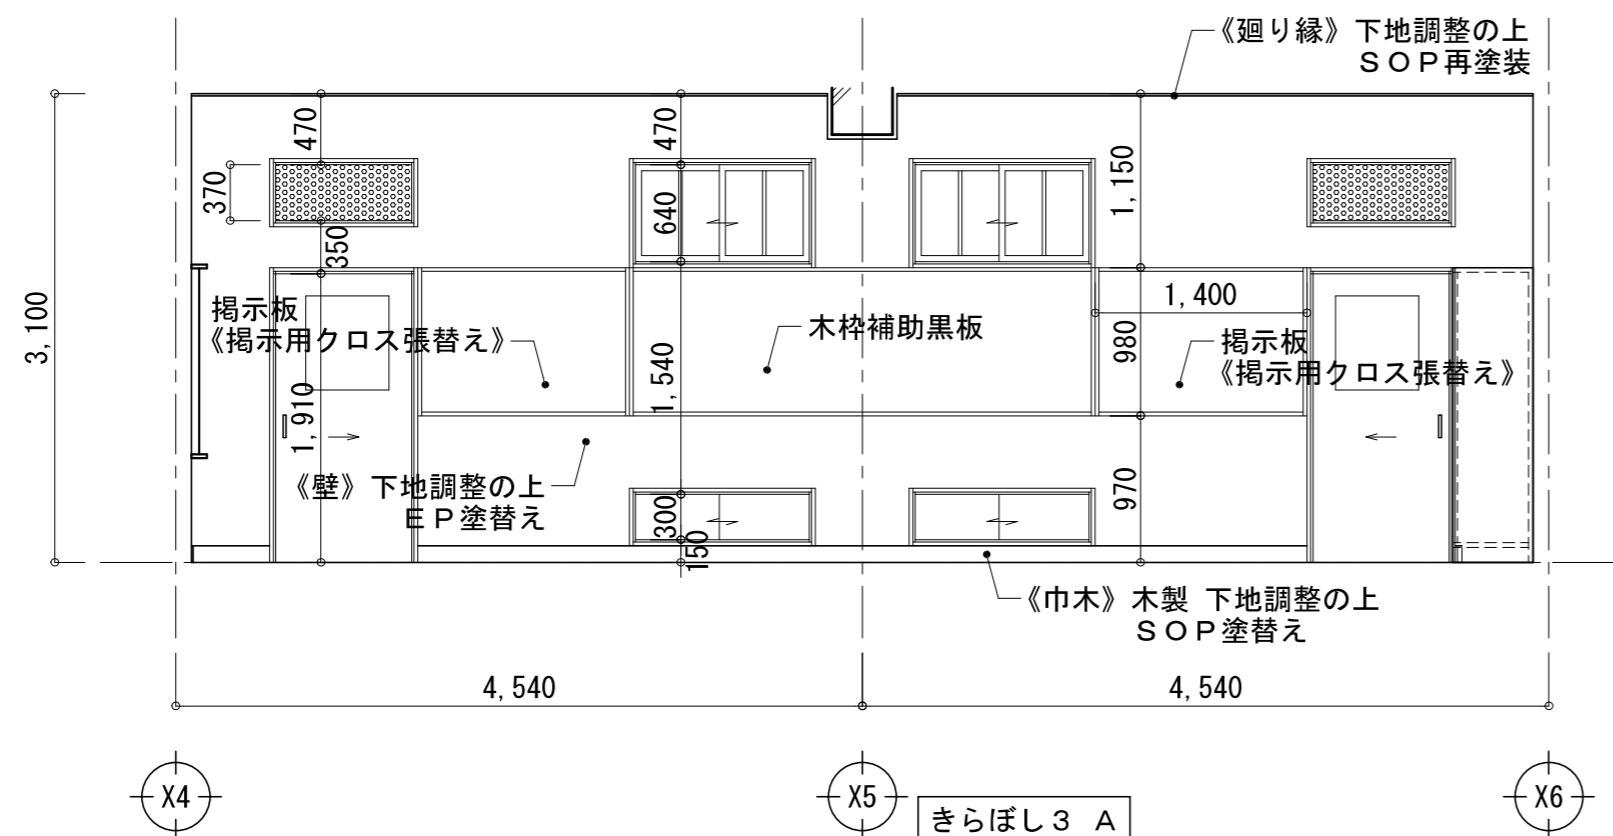 《廻り縁》下地調整の上
ＳＯＰ再塗装
470
470
370
640
1,150
350
3,100
1,400
掲示板
《掲示用クロス張替え》
木枠補助黒板
980
掲示板
《掲示用クロス張替え》
1,540
1,910
《壁》下地調整の上
ＥＰ塗替え
970
300
150
《巾木》木製 下地調整の上
ＳＯＰ塗替え
4,540
4,540
X4
X5
X6
きらぼし３ A